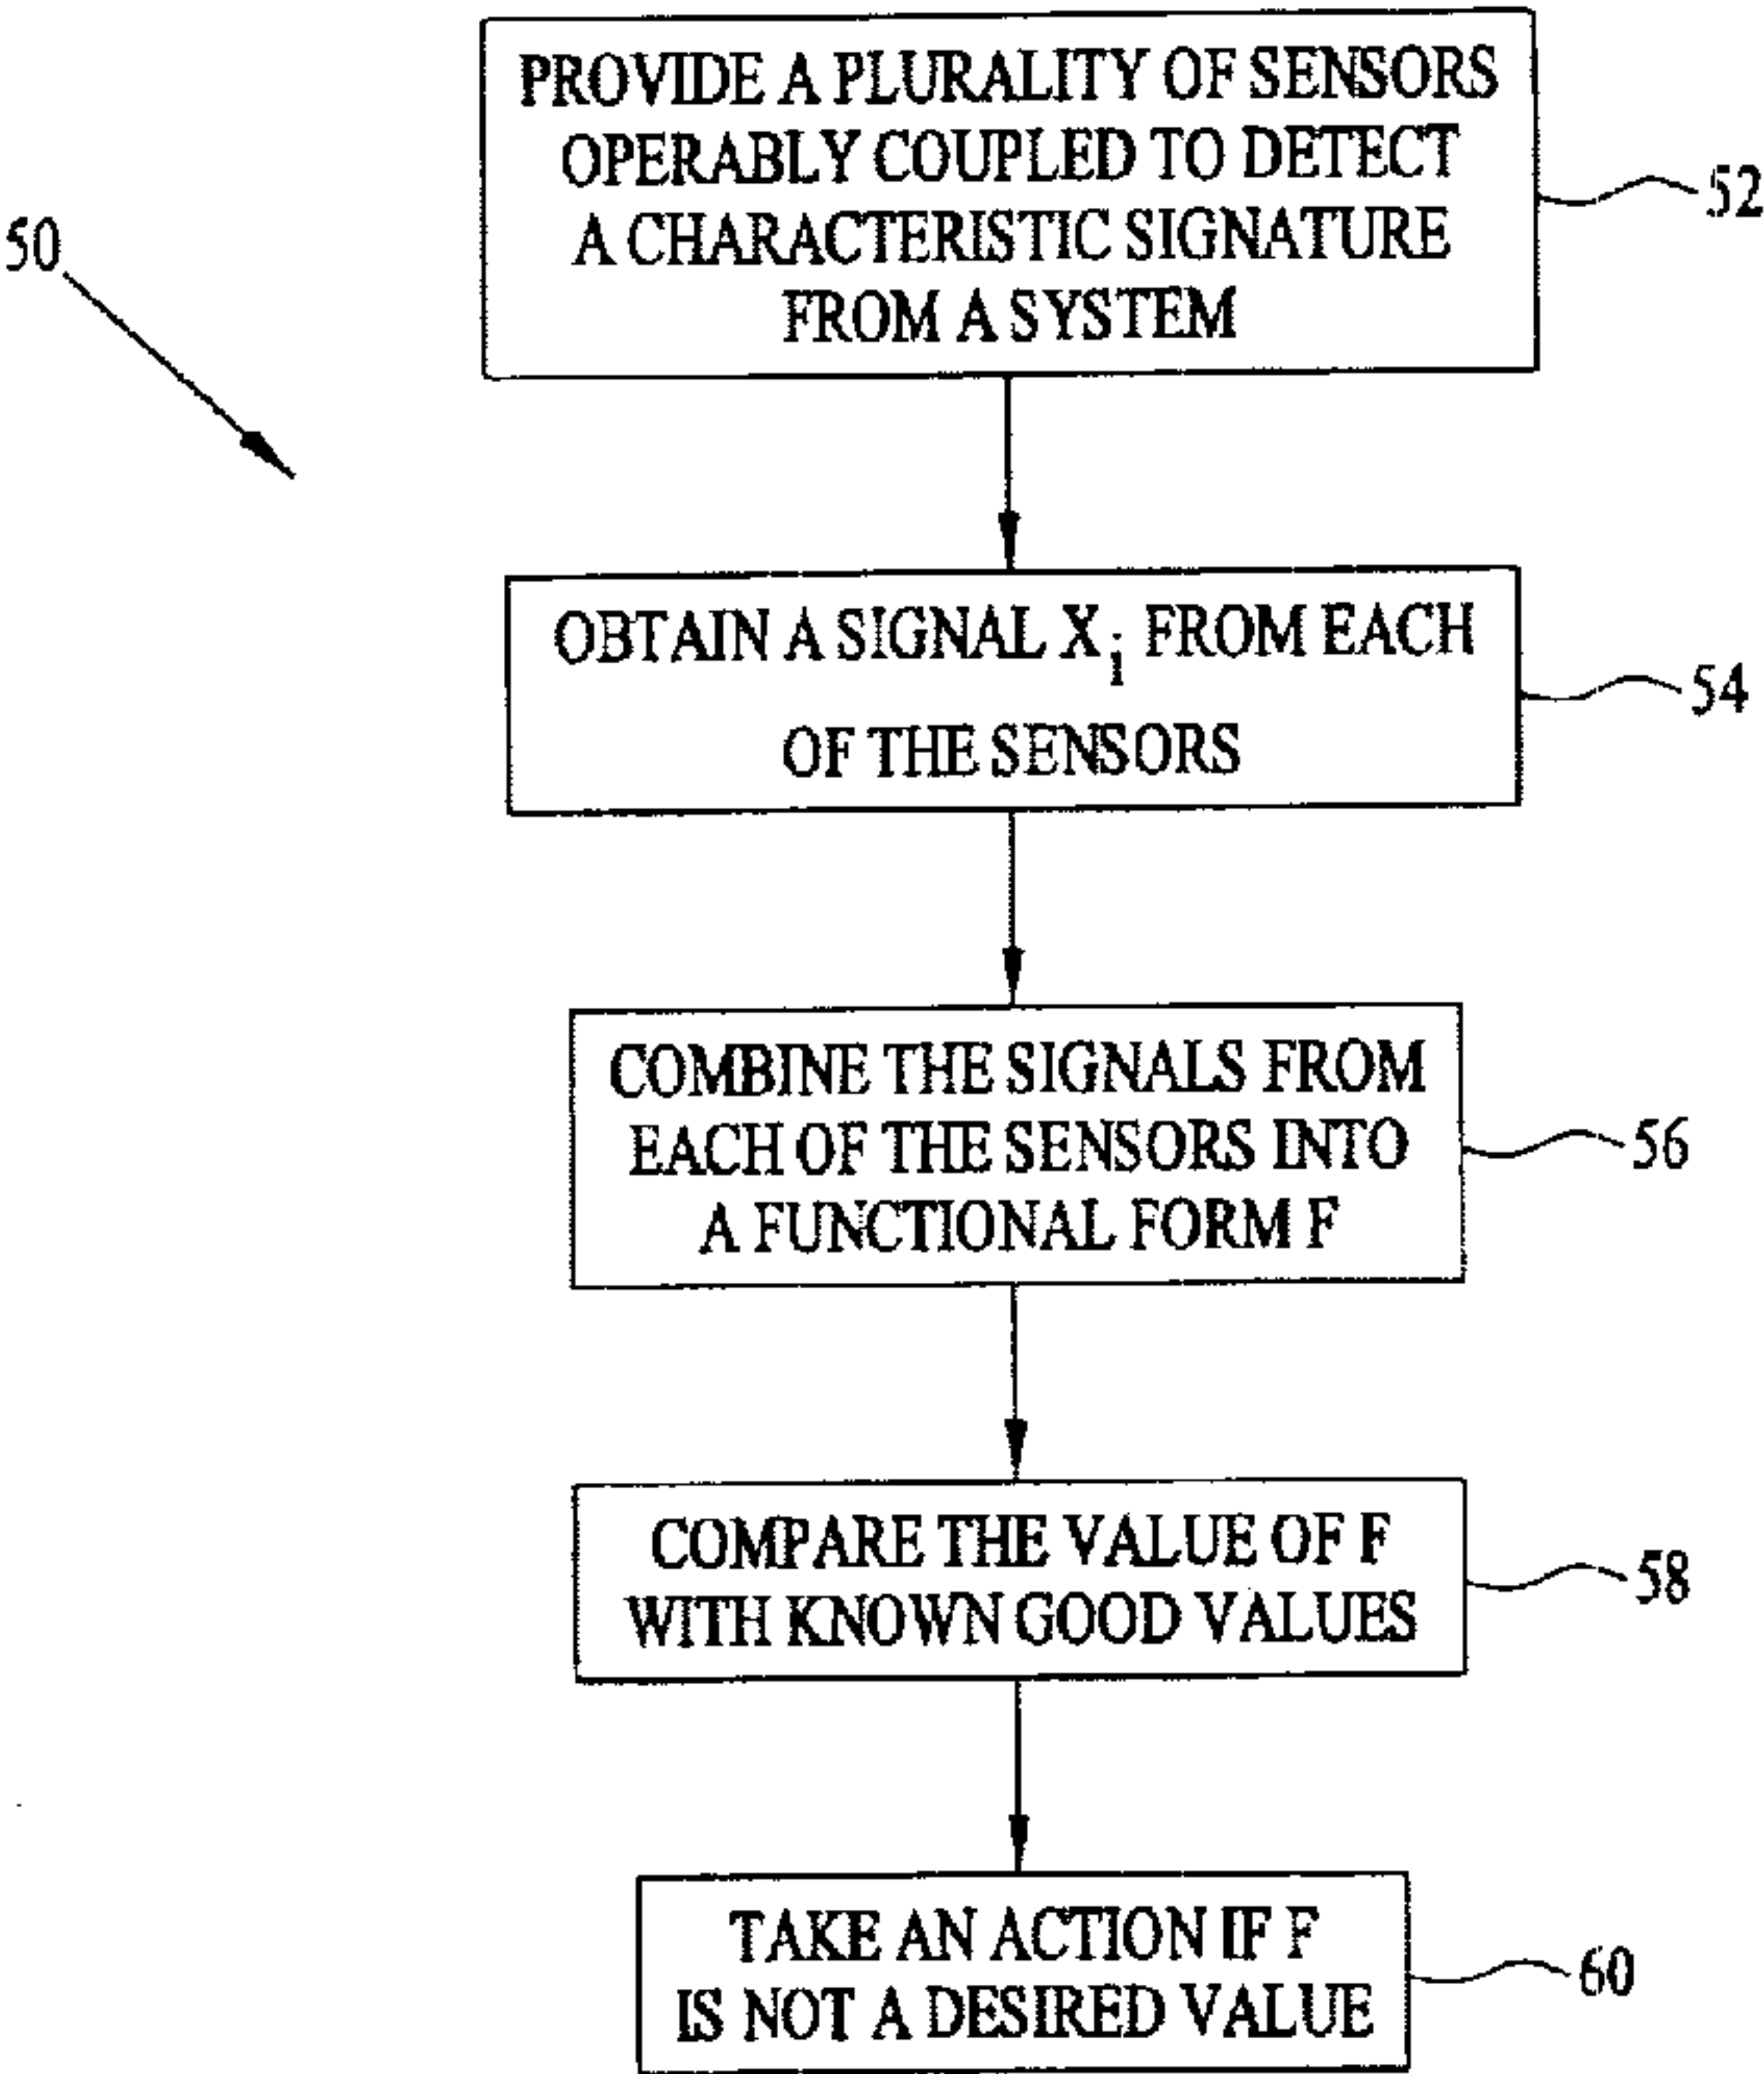 50
PROVIDE A PLURALITY OF SENSORS
OPERABLY COUPLED TO DETECT
A CHARACTERISTIC SIGNATURE
FROM A SYSTEM
52
OBTAIN A SIGNAL X_i FROM EACH
OF THE SENSORS
54
COMBINE THE SIGNALS FROM
EACH OF THE SENSORS INTO
A FUNCTIONAL FORM F
56
COMPARE THE VALUE OF F
WITH KNOWN GOOD VALUES
58
TAKE AN ACTION IF F
IS NOT A DESIRED VALUE
60